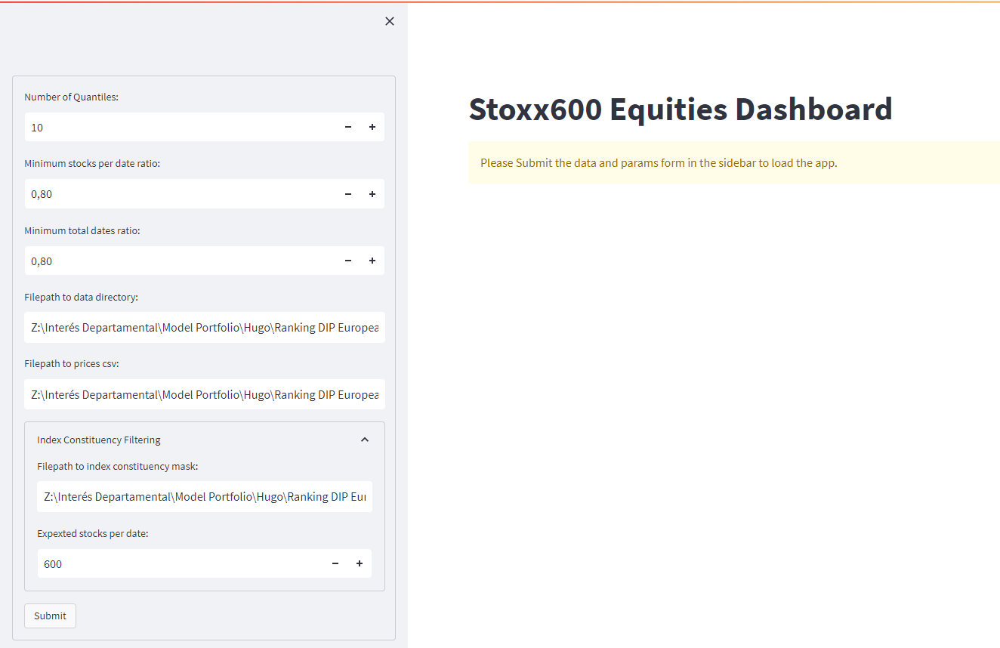 Number of Quantiles:
10
Minimum stocks per date ratio:
0,80
Minimum total dates ratio:
0,80
Filepath to data directory:
Z:\Interés Departamental\Model Portfolio\Hugo\Ranking DIP Europea
Filepath to prices csv:
Z:\Interés Departamental\Model Portfolio\Hugo\Ranking DIP Europea
Index Constituency Filtering
Filepath to index constituency mask:
Z:\Interés Departamental\Model Portfolio\Hugo\Ranking DIP Eur
Expexted stocks per date:
600
Submit
Stoxx600 Equities Dashboard
Please Submit the data and params form in the sidebar to load the app.